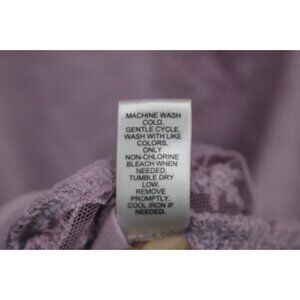 MACHINE WASH
COLD,
GENTLE CYCLE.
WASH WITH LIKE
COLORS.
ONLY
NON-CHLORINE
BLEACH WHEN
NEEDED.
TUMBLE DRY
LOW.
REMOVE
PROMPTLY.
COOL IRON IF
NEEDED.